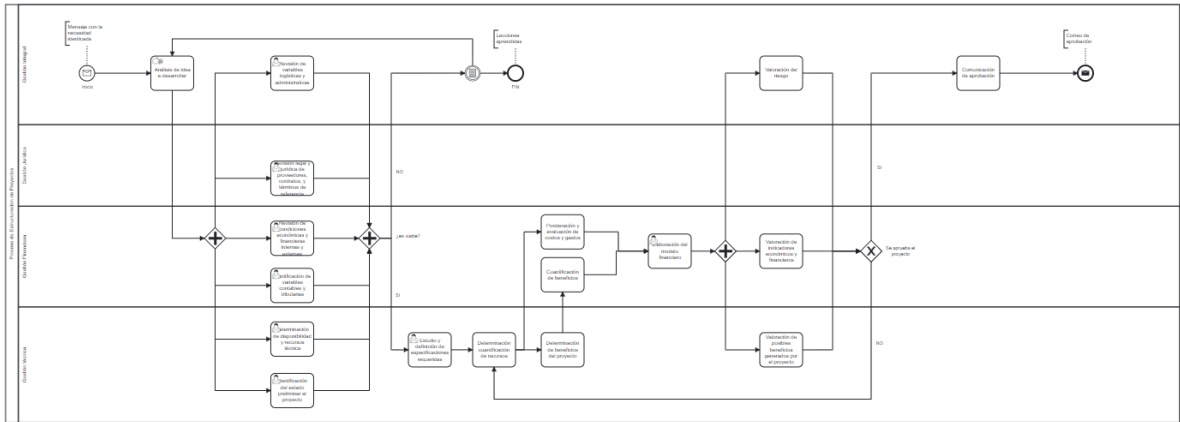 Proceso de Estructuración de Proyectos
Gestión Integral
Mensaje con la
necesidad
identificada
Inicio
Análisis de idea
a desarrollar
Revisión de
variables
logísticas y
administrativas
Lecciones
aprendidas
FIN
Valoración del
riesgo
Comunicación
de aprobación
Correo de
aprobación
Gestión Jurídica
Revisión legal y
jurídica de
proveedores,
contratos, y
términos de
referencia
NO
SI
Gestión Financiera
Revisión de
condiciones
económicas y
financieras
internas y
externas
¿es viable?
Ponderación y
evaluación de
costos y gastos
Cuantificación
de beneficios
Elaboración del
modelo
financiero
Valoración de
indicadores
económicos y
financieros
Se aprueba el
proyecto
variables
contables y
tributarias
SI
Gestión técnica
Determinación
de disponibilidad
y recursos
técnica
Estudio y
definición de
especificaciones
requeridas
Determinación
cuantificación
de recursos
Determinación
de beneficios
del proyecto
Valoración de
posibles
beneficios
generados por
el proyecto
NO
Identificación
del estado
preliminar al
proyecto